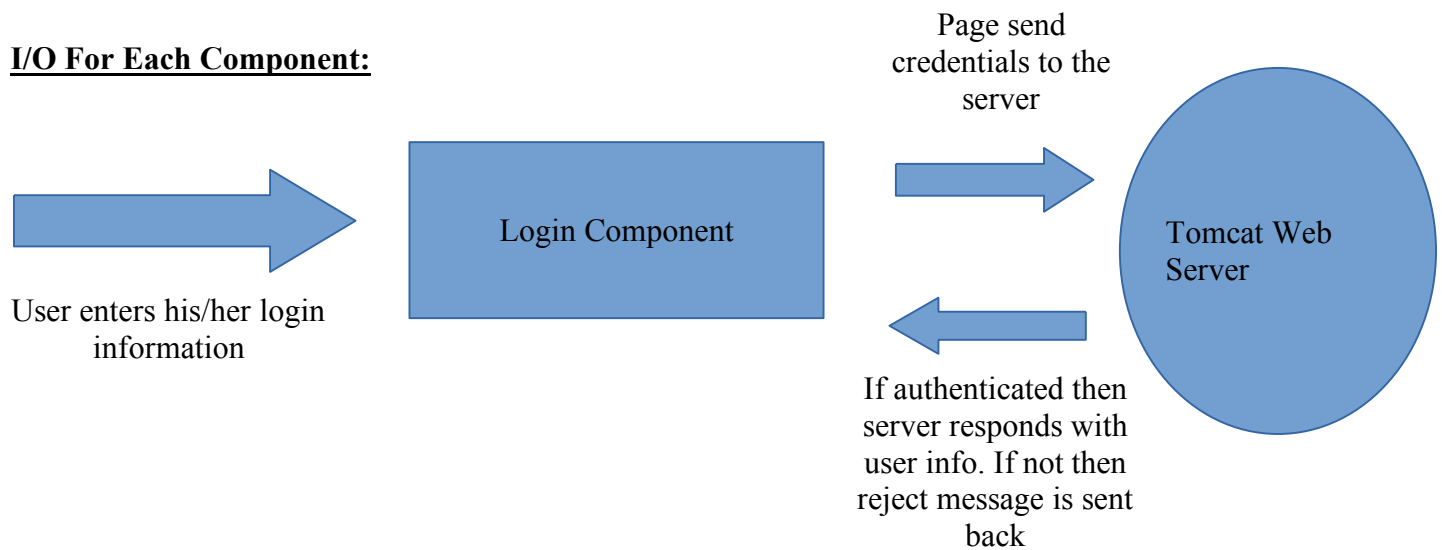 I/O For Each Component:
Page send
credentials to the
server
User enters his/her login
information
Login Component
Tomcat Web
Server
If authenticated then
server responds with
user info. If not then
reject message is sent
back